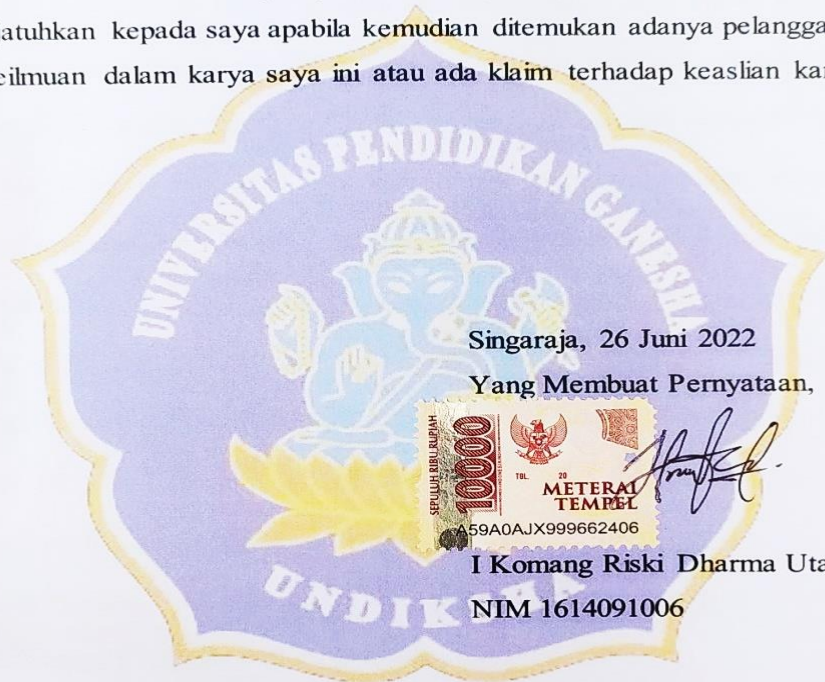 atuhkan kepada saya apabila kemudian ditemukan adanya pelangga
eilmuan dalam karya saya ini atau ada klaim terhadap keaslian ka
UNIVERSITAS PENDIDIKAN GANESHA
Singaraja, 26 Juni 2022
Yang Membuat Pernyataan,
SEPULUH RIBU RUPIAH
10000
TGL. 20
METERAI
TEMPEL
A59A0AJX999662406
I Komang Riski Dharma Uta
UNDIKSHA
NIM 1614091006